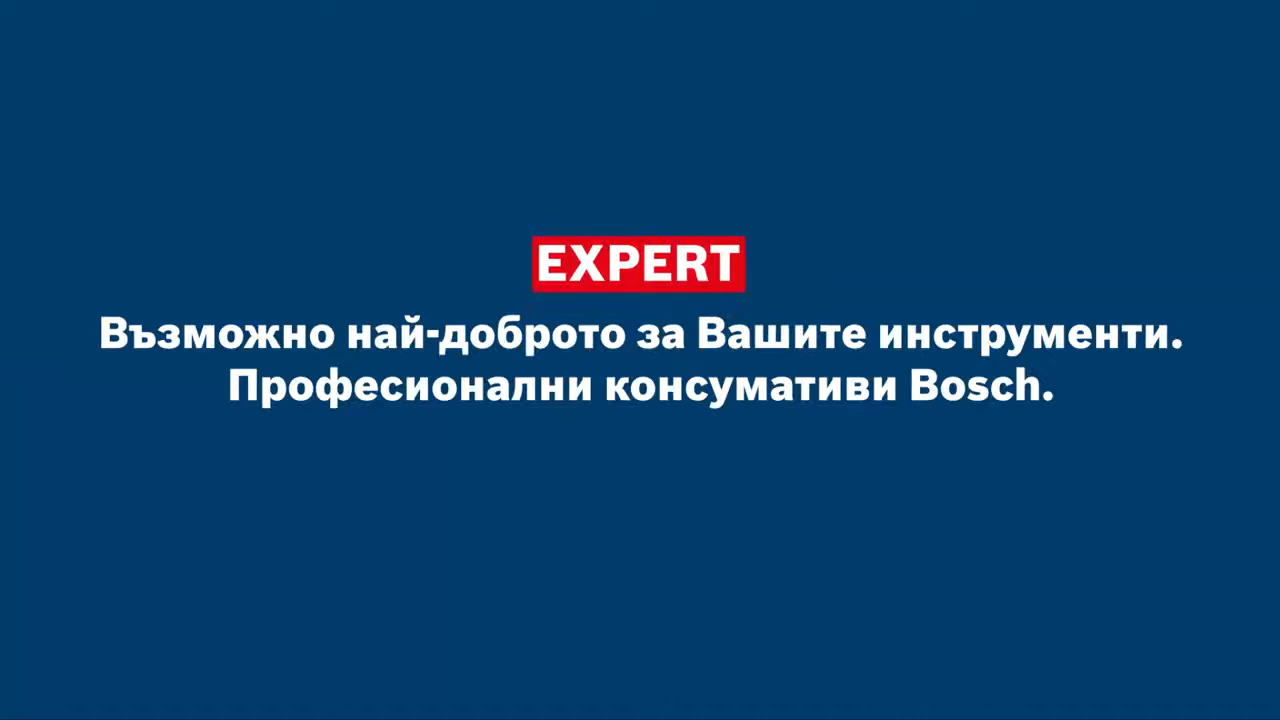 EXPERT
Възможно най-доброто за Вашите инструменти.
Професионални консумативи Bosch.